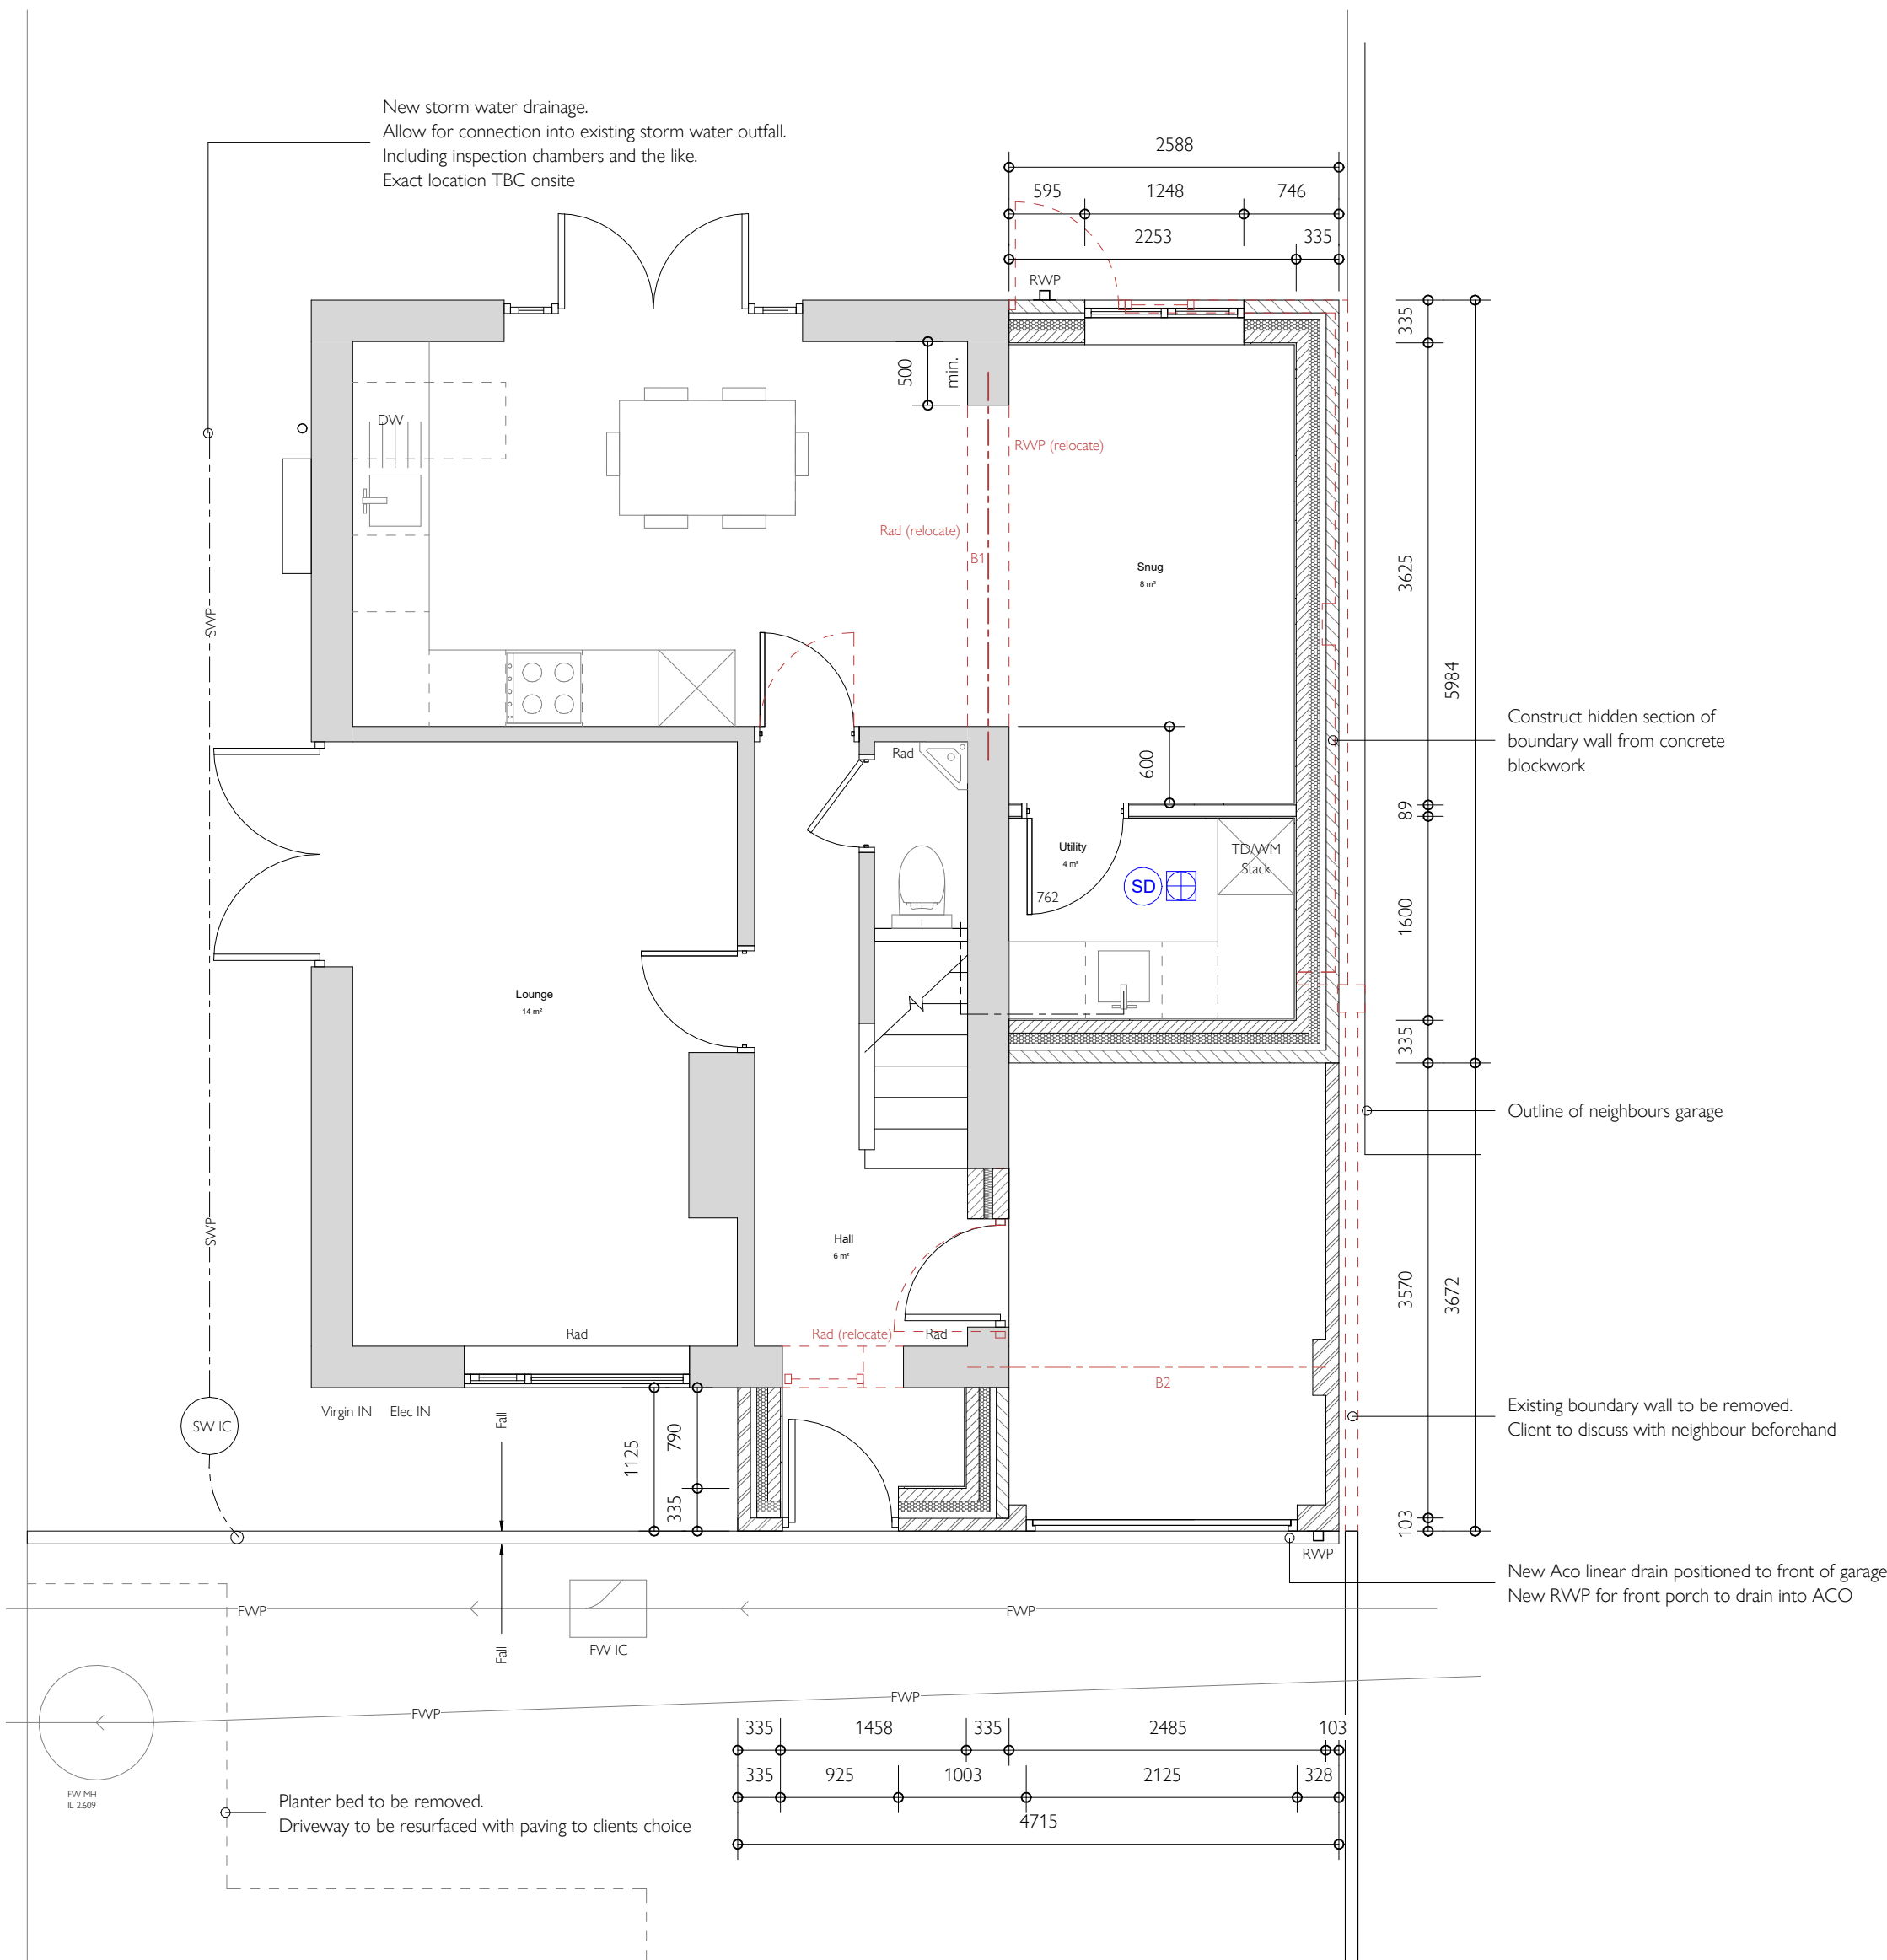 New storm water drainage.
Allow for connection into existing storm water outfall.
Including inspection chambers and the like.
Exact location TBC onsite
2588
595
1248
746
2253
335
RWP
335
500
min.
DW
RWP (relocate)
Rad (relocate)
B1
Snug
8 m²
3625
5984
SWP
Construct hidden section of
boundary wall from concrete
blockwork
Rad
600
89
Utility
4 m²
TD/WM
Stack
SD
762
1600
Lounge
14 m²
335
Outline of neighbours garage
SWP
Hall
6 m²
3570
3672
Rad
Rad (relocate)
Rad
B2
Virgin IN
Elec IN
SW IC
Fall
1125
790
335
Existing boundary wall to be removed.
Client to discuss with neighbour beforehand
103
RWP
New Aco linear drain positioned to front of garage
New RWP for front porch to drain into ACO
FWP
FWP
Fall
FW IC
FWP
FWP
FW MH
IL 2.609
335
1458
335
2485
103
335
925
1003
2125
328
4715
Planter bed to be removed.
Driveway to be resurfaced with paving to clients choice